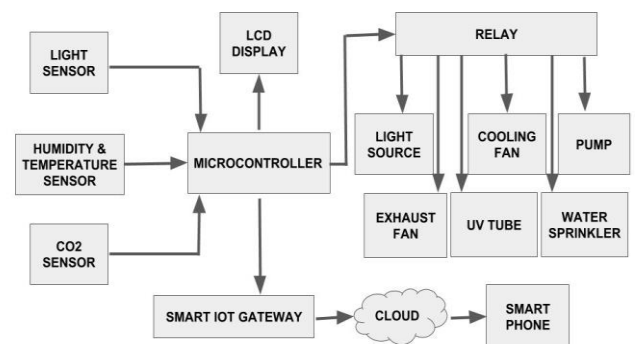 LIGHT
SENSOR
HUMIDITY &
TEMPERATURE
SENSOR
CO2
SENSOR
LCD
DISPLAY
MICROCONTROLLER
RELAY
LIGHT
SOURCE
COOLING
FAN
PUMP
EXHAUST
FAN
UV TUBE
WATER
SPRINKLER
SMART IOT GATEWAY
CLOUD
SMART
PHONE